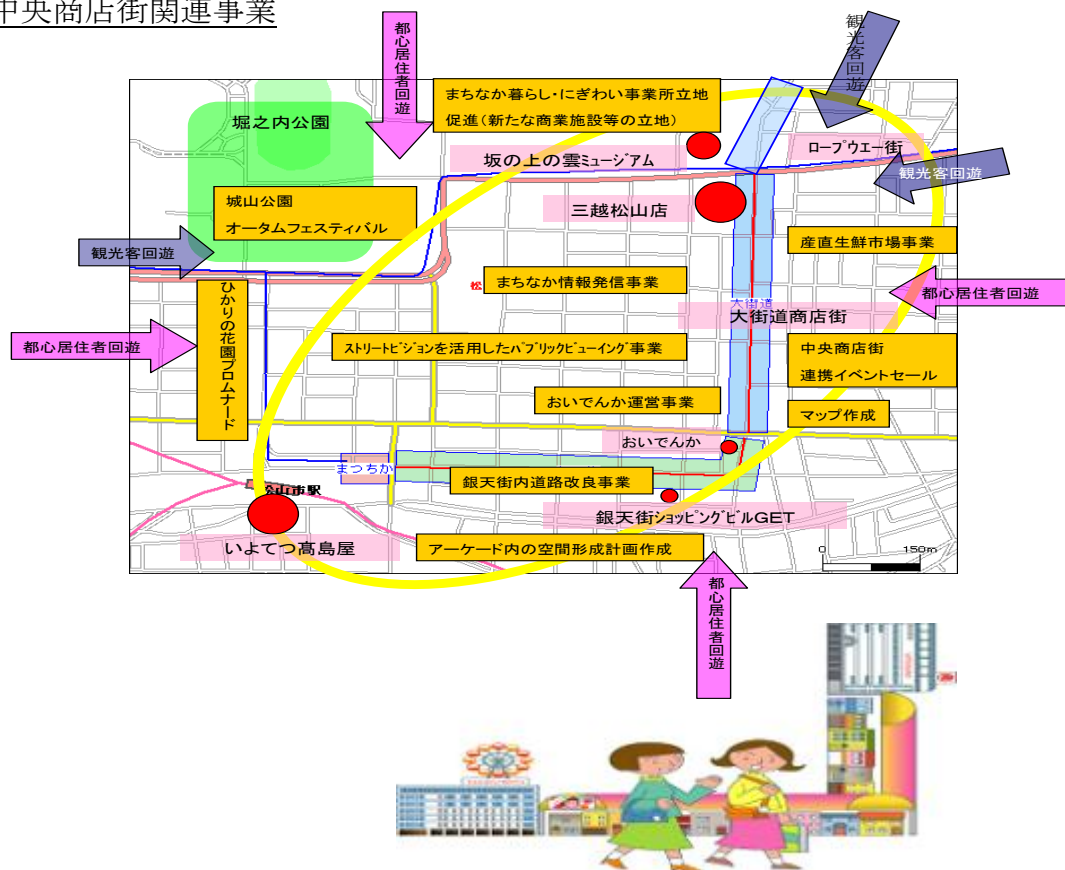 中央商店街関連事業
都心居住者回遊
観光客回遊
まちなか暮らし・にぎわい事業所立地
促進(新たな商業施設等の立地)
堀之内公園
坂の上の雲ミュージアム
ロープウエー街
観光客回遊
城山公園
オータムフェスティバル
三越松山店
産直生鮮市場事業
観光客回遊
まちなか情報発信事業
松
都心居住者回遊
大街道
大街道商店街
ひかりの花園プロムナード
都心居住者回遊
ストリートビジョンを活用したパブリックビューイング事業
中央商店街
連携イベントセール
おいでんか運営事業
マップ作成
おいでんか
まつちか
銀天街内道路改良事業
松山市駅
銀天街ショッピングビルGET
いよてつ髙島屋
アーケード内の空間形成計画作成
0 150m
都心居住者回遊